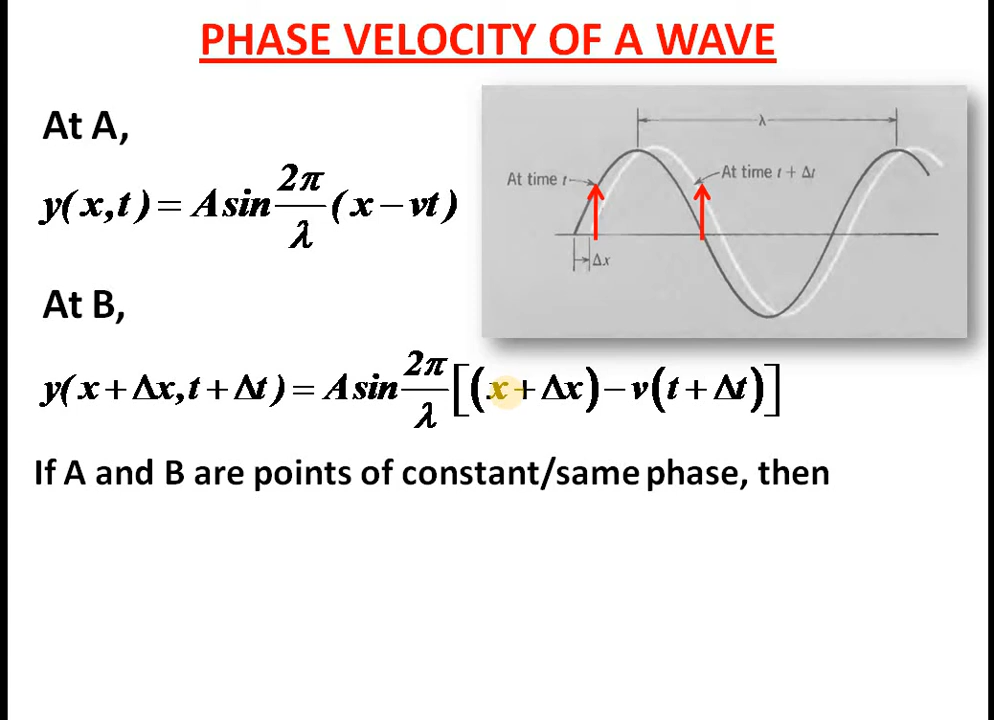 PHASE VELOCITY OF A WAVE
At A,
y(x,t) = A sin 2π/λ (x − vt)
λ
At time t
At time t + Δt
Δx
At B,
y(x + Δx, t + Δt) = A sin 2π/λ [(x + Δx) − v(t + Δt)]
If A and B are points of constant/same phase, then